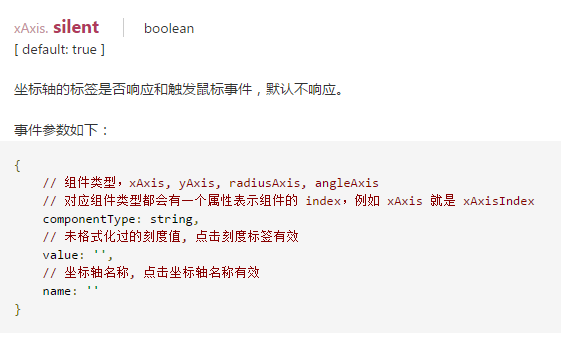 xAxis. silent boolean
[ default: true ]
坐标轴的标签是否响应和触发鼠标事件，默认不响应。
事件参数如下：
{
// 组件类型，xAxis, yAxis, radiusAxis, angleAxis
// 对应组件类型都会有一个属性表示组件的 index，例如 xAxis 就是 xAxisIndex
componentType: string,
// 未格式化过的刻度值, 点击刻度标签有效
value: '',
// 坐标轴名称, 点击坐标轴名称有效
name: ''
}